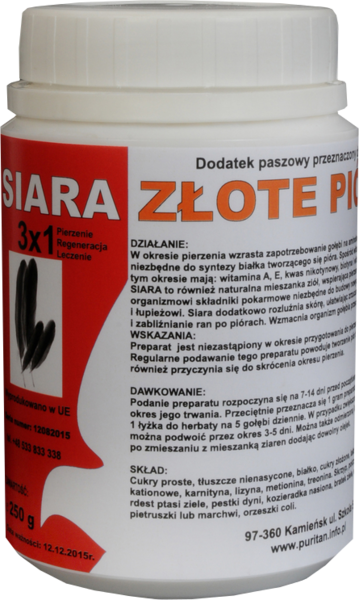 Dodatek paszowy przeznaczony
SIARA ZŁOTE
3x1
Pierzenie
Regeneracja
Leczenie
DZIAŁANIE:
W okresie pierzenia wzrasta zapotrzebowanie gołębi na
niezbędne do syntezy białka tworzącego się pióra.
tym okresie mają: witamina A, E, kwas nikotynowy,
SIARA to również naturalna mieszanka ziół,
organizmowi składniki pokarmowe niezbędne do budowy
i łupieżowi. Siara dodatkowo rozluźnia skórę,
i zabliźnianie ran po piórach. Wzmacnia organizm
WSKAZANIA:
Preparat jest niezastąpiony w okresie przygotowania do
Regularne podawanie tego preparatu powoduje tworzenie
również przyczynia się do skrócenia okresu pierzenia.
DAWKOWANIE:
Podanie preparatu rozpoczyna się na 7-14 dni przed
okres jego trwania. Przeciętnie przeznacza się 1 gram
1 łyżka do herbaty na 5 gołębi dziennie. W przypadku
można podwoić przez okres 3-5 dni. Można także
po zmieszaniu z mieszanką ziaren dodając dowolny
SKŁAD:
Cukry proste, tłuszcze nienasycone, białko, cukry
kationowe, karnityna, lizyna, metionina, treonina.
rdest ptasi ziele, pestki dyni, kozieradka nasiona,
pietruszki lub marchwi, orzeszki coli.
97-360 Kamieńsk ul.
www.puritan.info.pl
w UE
12082015
250 g
12.12.2015r.